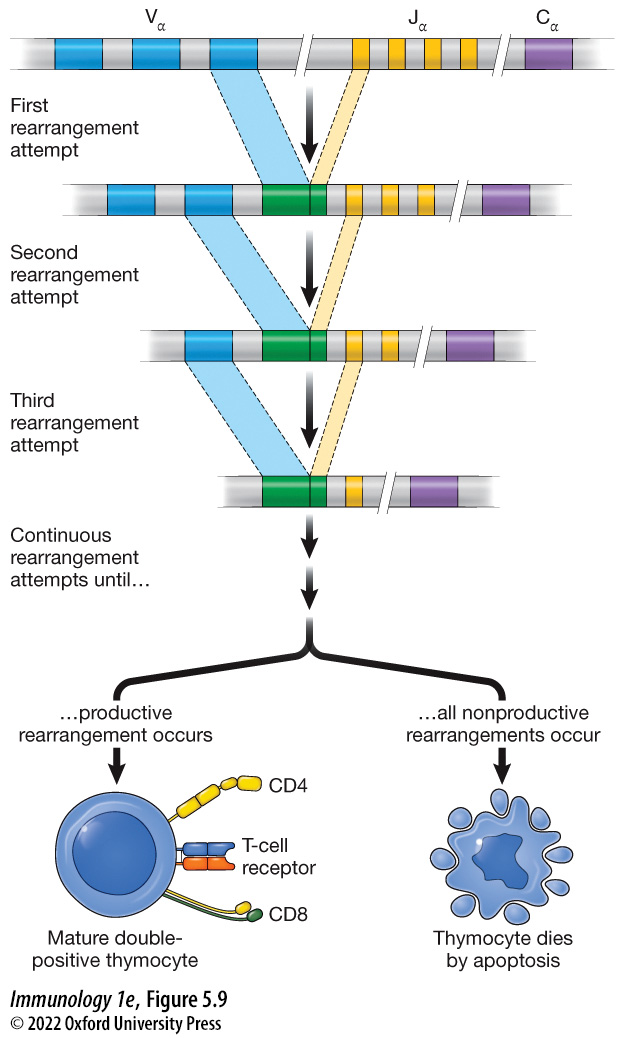 Vα Jα Cα
First
rearrangement
attempt
Second
rearrangement
attempt
Third
rearrangement
attempt
Continuous
rearrangement
attempts until…
…productive
rearrangement occurs
…all nonproductive
rearrangements occur
CD4
T-cell
receptor
CD8
Mature double-
positive thymocyte
Thymocyte dies
by apoptosis
Immunology 1e, Figure 5.9
© 2022 Oxford University Press